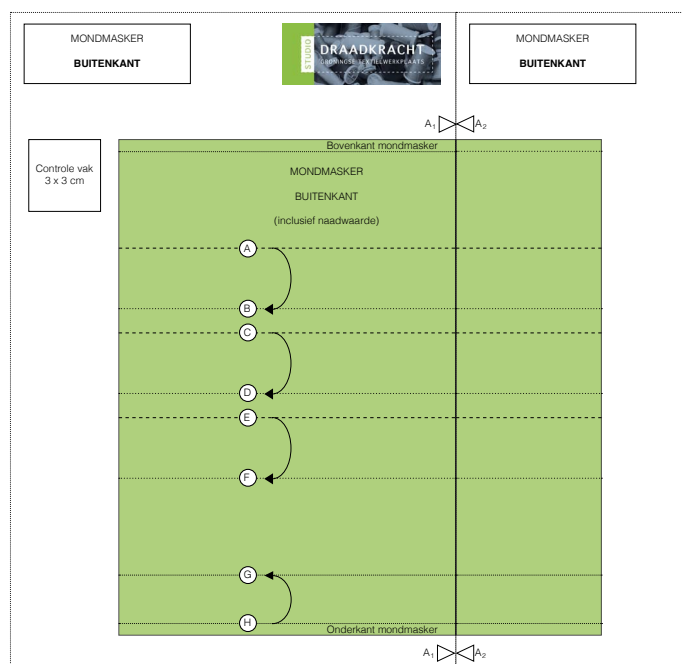 MONDMASKER
BUITENKANT
STUDIO
DRAADKRACHT
GRONINGSE TEXTIELWERKPLAATS
MONDMASKER
BUITENKANT
A1 A2
Controle vak
3 x 3 cm
Bovenkant mondmasker
MONDMASKER
BUITENKANT
(inclusief naadwaarde)
A
B
C
D
E
F
G
H
Onderkant mondmasker
A1 A2